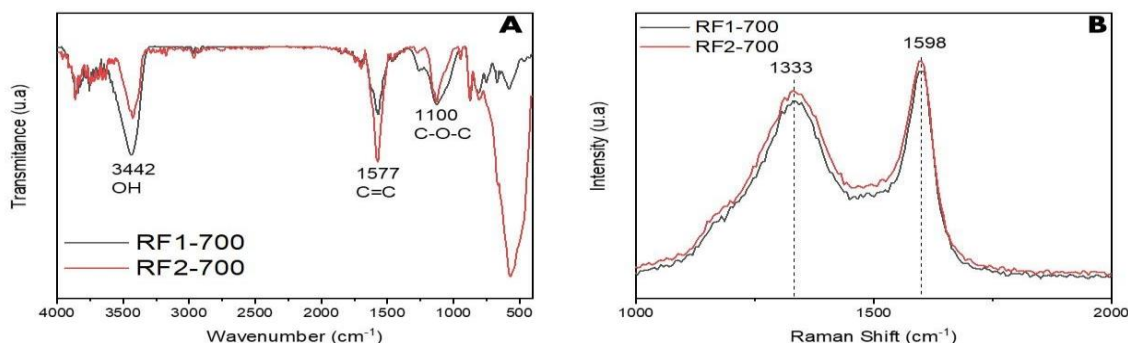 A
Transmitance (u.a)
3442
OH
1577
C=C
1100
C-O-C
RF1-700
RF2-700
4000 3500 3000 2500 2000 1500 1000 500
Wavenumber (cm⁻¹)
B
RF1-700
RF2-700
1333
1598
Intensity (u.a)
1000 1500 2000
Raman Shift (cm⁻¹)